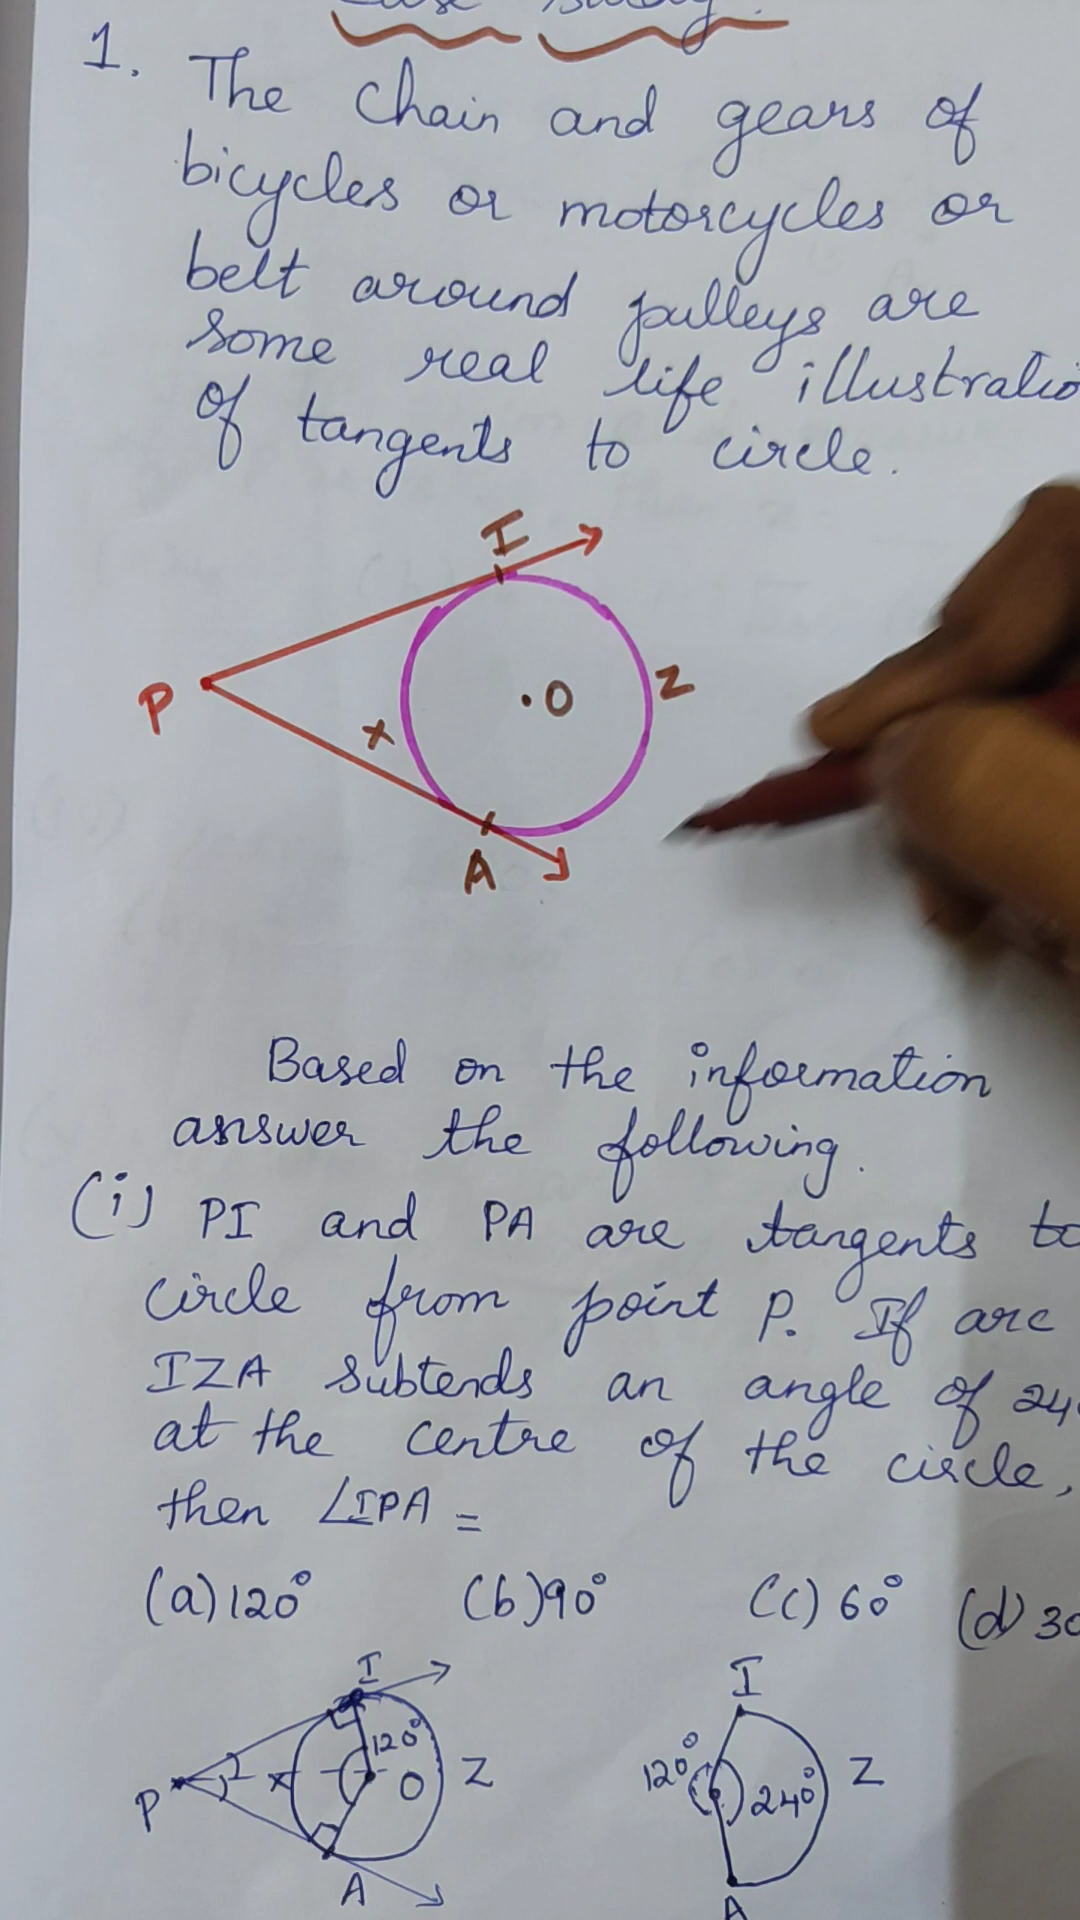 study.
1. The chain and gears of
bicycles or motorcycles or
belt around pulleys are
some real life illustratio
of tangents to circle.
I
P
Z
.O
x
A
Based on the information
answer the following.
(i) PI and PA are tangents to
circle from point P. If arc
IZA subtends an angle of 24
at the centre of the circle,
then ∠IPA =
(a) 120° (b) 90° (c) 60° (d) 30
I I
120° Z 120° 240° Z
P x O
A A